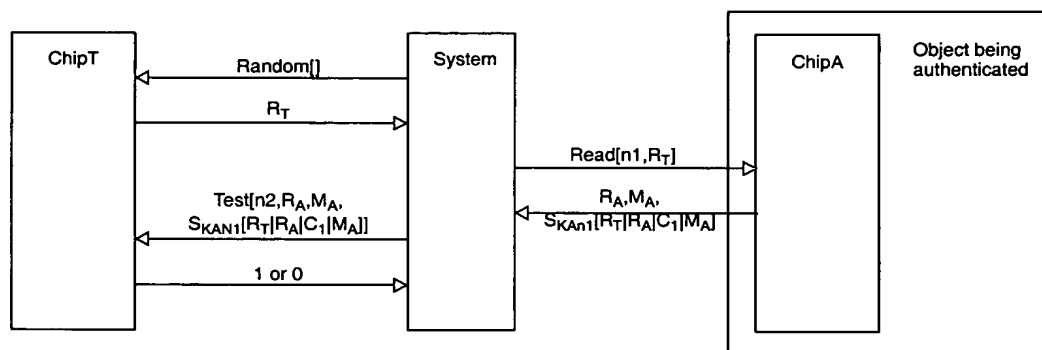 ChipT
System
ChipA
Object being
authenticated
Random[]
R_T
Read[n1,R_T]
Test[n2,R_A,M_A,
S_KAN1[R_T|R_A|C_1|M_A]]
R_A,M_A,
S_KAn1[R_T|R_A|C_1|M_A]
1 or 0